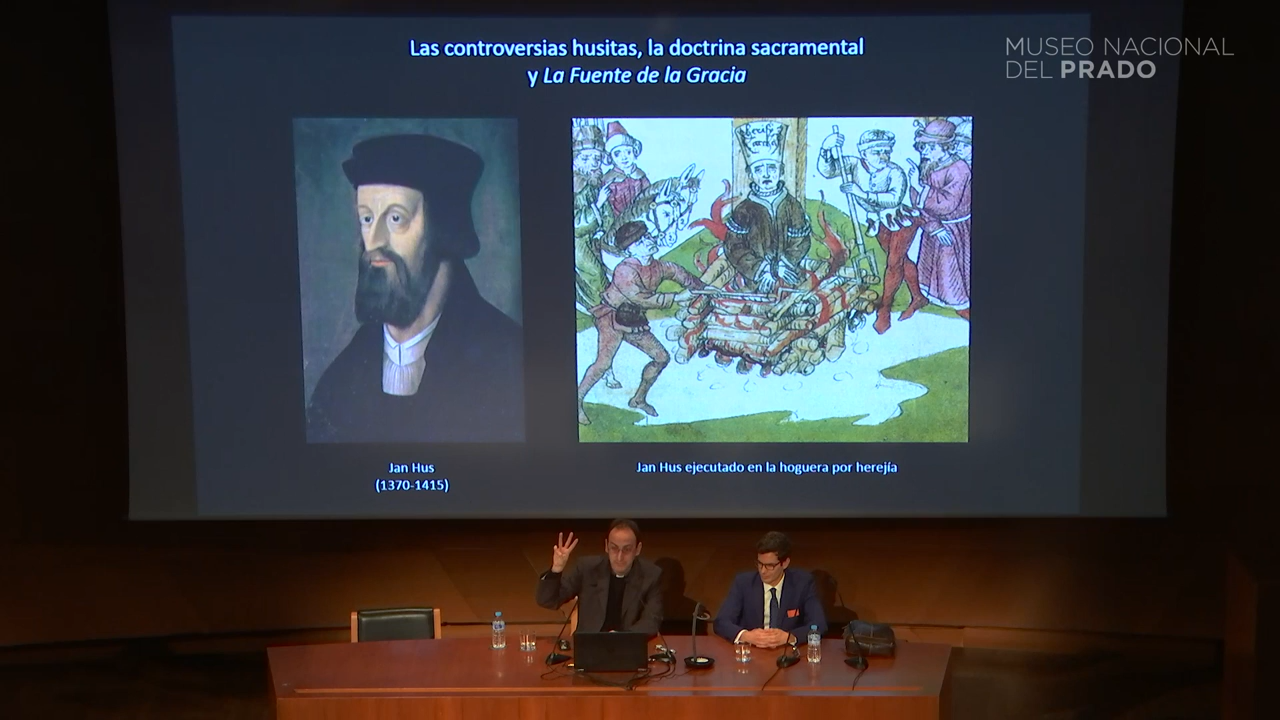 Las controversias husitas, la doctrina sacramental
y La Fuente de la Gracia
MUSEO NACIONAL
DEL PRADO
Jan Hus
(1370-1415)
Jan Hus ejecutado en la hoguera por herejía